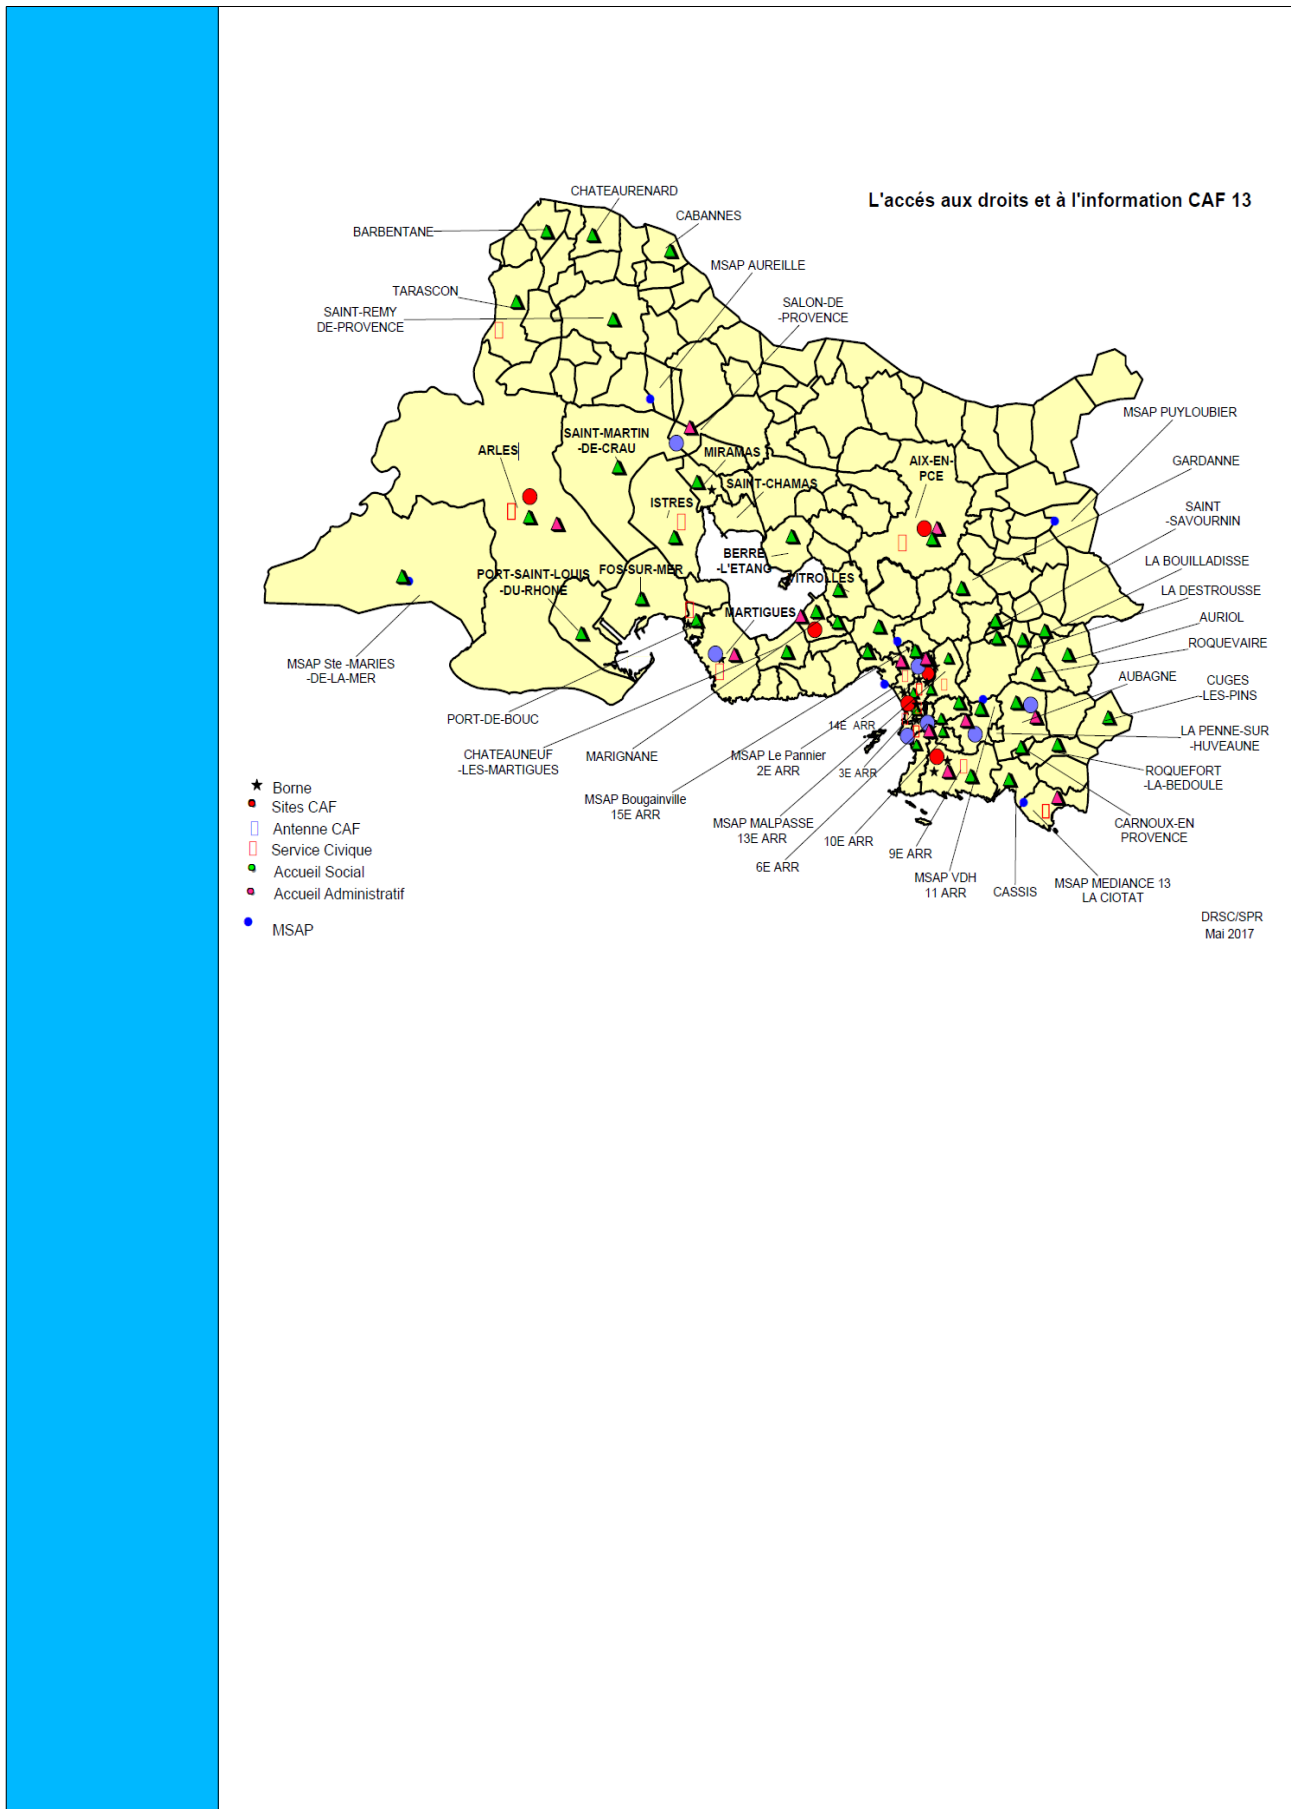 L'accés aux droits et à l'information CAF 13
CHATEAURENARD
CABANNES
BARBENTANE
MSAP AUREILLE
TARASCON
SAINT-REMY
DE-PROVENCE
SALON-DE
-PROVENCE
MSAP PUYLOUBIER
SAINT-MARTIN
-DE-CRAU
ARLES
MIRAMAS
AIX-EN-
PCE
GARDANNE
SAINT-CHAMAS
ISTRES
SAINT
-SAVOURNIN
BERRE
-L'ETANG
LA BOUILLADISSE
PORT-SAINT-LOUIS
-DU-RHONE
FOS-SUR-MER
VITROLLES
LA DESTROUSSE
MARTIGUES
AURIOL
ROQUEVAIRE
MSAP Ste -MARIES
-DE-LA-MER
AUBAGNE
CUGES
-LES-PINS
PORT-DE-BOUC
14E ARR
LA PENNE-SUR
-HUVEAUNE
CHATEAUNEUF
-LES-MARTIGUES
MARIGNANE
MSAP Le Pannier
2E ARR
3E ARR
ROQUEFORT
-LA-BEDOULE
MSAP Bougainville
15E ARR
MSAP MALPASSE
13E ARR
10E ARR
CARNOUX-EN
PROVENCE
9E ARR
6E ARR
MSAP VDH
11 ARR
CASSIS
MSAP MEDIANCE 13
LA CIOTAT
Borne
Sites CAF
Antenne CAF
Service Civique
Accueil Social
Accueil Administratif
MSAP
DRSC/SPR
Mai 2017